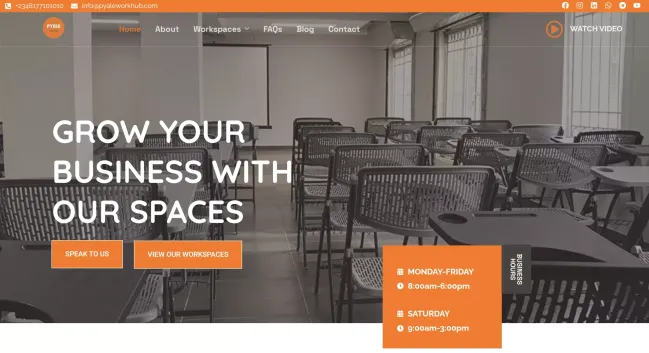 +2348177101010 info@pyaleworkhub.com
PYALE
Home About Workspaces FAQs Blog Contact WATCH VIDEO
GROW YOUR
BUSINESS WITH
OUR SPACES
SPEAK TO US VIEW OUR WORKSPACES
MONDAY-FRIDAY
8:00am-6:00pm
SATURDAY
9:00am-3:00pm
BUSINESS
HOURS